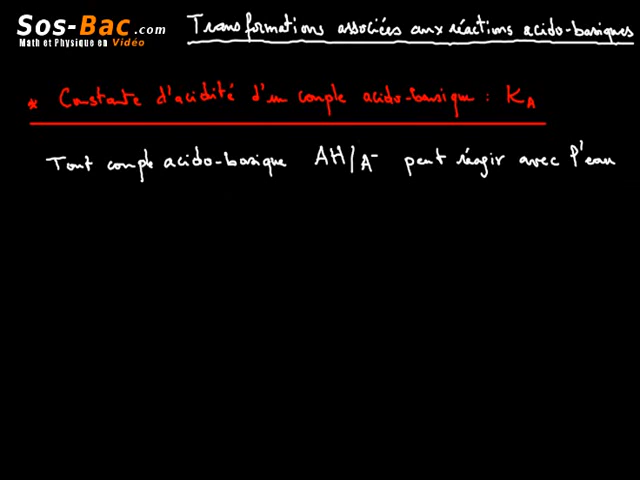 Sos-Bac.com
Math et Physique en Vidéo
Transformations associées aux réactions acido-basiques
* Constante d'acidité d'un couple acido-basique : KA
Tout couple acido-basique AH/A⁻ peut réagir avec l'eau